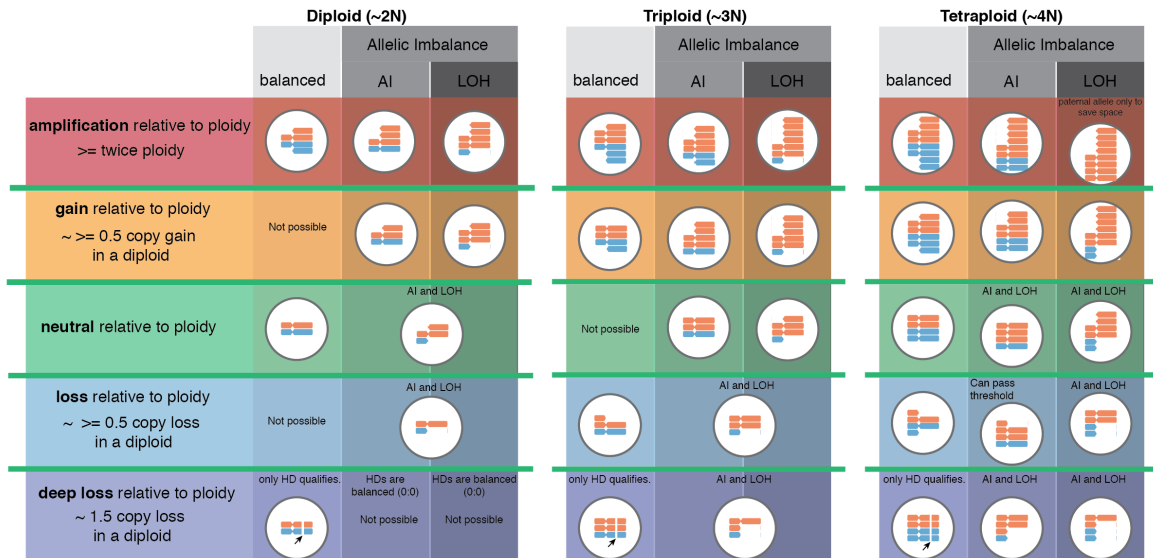 Diploid (~2N)
Triploid (~3N)
Tetraploid (~4N)
Allelic Imbalance
Allelic Imbalance
Allelic Imbalance
balanced
AI
LOH
balanced
AI
LOH
balanced
AI
LOH
amplification relative to ploidy
>= twice ploidy
paternal allele only to
save space
gain relative to ploidy
~ >= 0.5 copy gain
in a diploid
Not possible
neutral relative to ploidy
AI and LOH
Not possible
AI and LOH
AI and LOH
loss relative to ploidy
~ >= 0.5 copy loss
in a diploid
Not possible
AI and LOH
AI and LOH
Can pass
threshold
AI and LOH
deep loss relative to ploidy
~ 1.5 copy loss
in a diploid
only HD qualifies.
HDs are
balanced (0:0)
Not possible
HDs are balanced
(0:0)
Not possible
only HD qualifies.
AI and LOH
only HD qualifies.
AI and LOH
AI and LOH